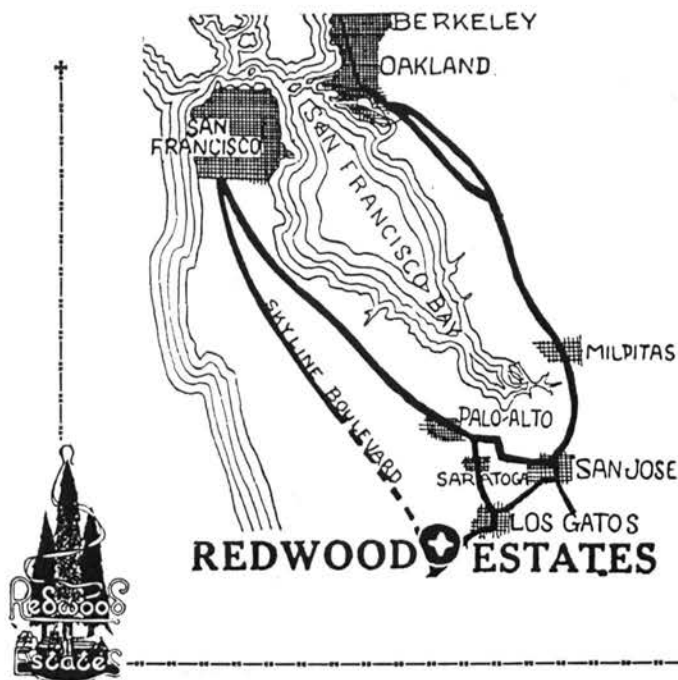 BERKELEY
OAKLAND
SAN
FRANCISCO
SAN FRANCISCO BAY
SKYLINE BOULEVARD
MILPITAS
PALO-ALTO
SARATOGA
SAN JOSE
LOS GATOS
REDWOOD ESTATES
Redwood
Estates